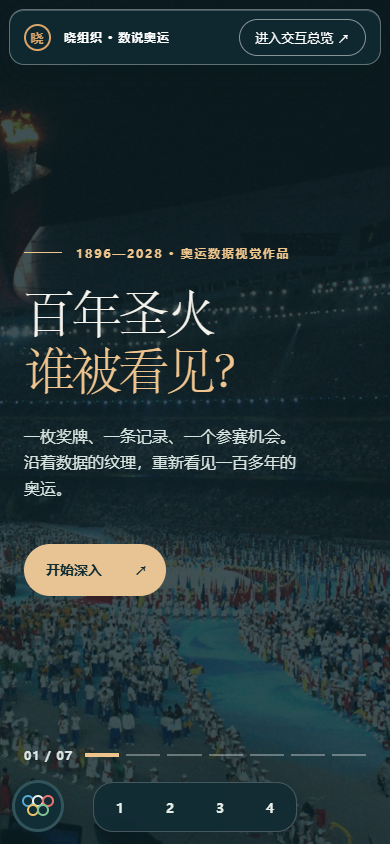 晓
晓组织 • 数说奥运
进入交互总览 ↗
1896—2028 • 奥运数据视觉作品
百年圣火
谁被看见?
一枚奖牌、一条记录、一个参赛机会。
沿着数据的纹理，重新看见一百多年的
奥运。
开始深入 ↗
01 / 07
1 2 3 4